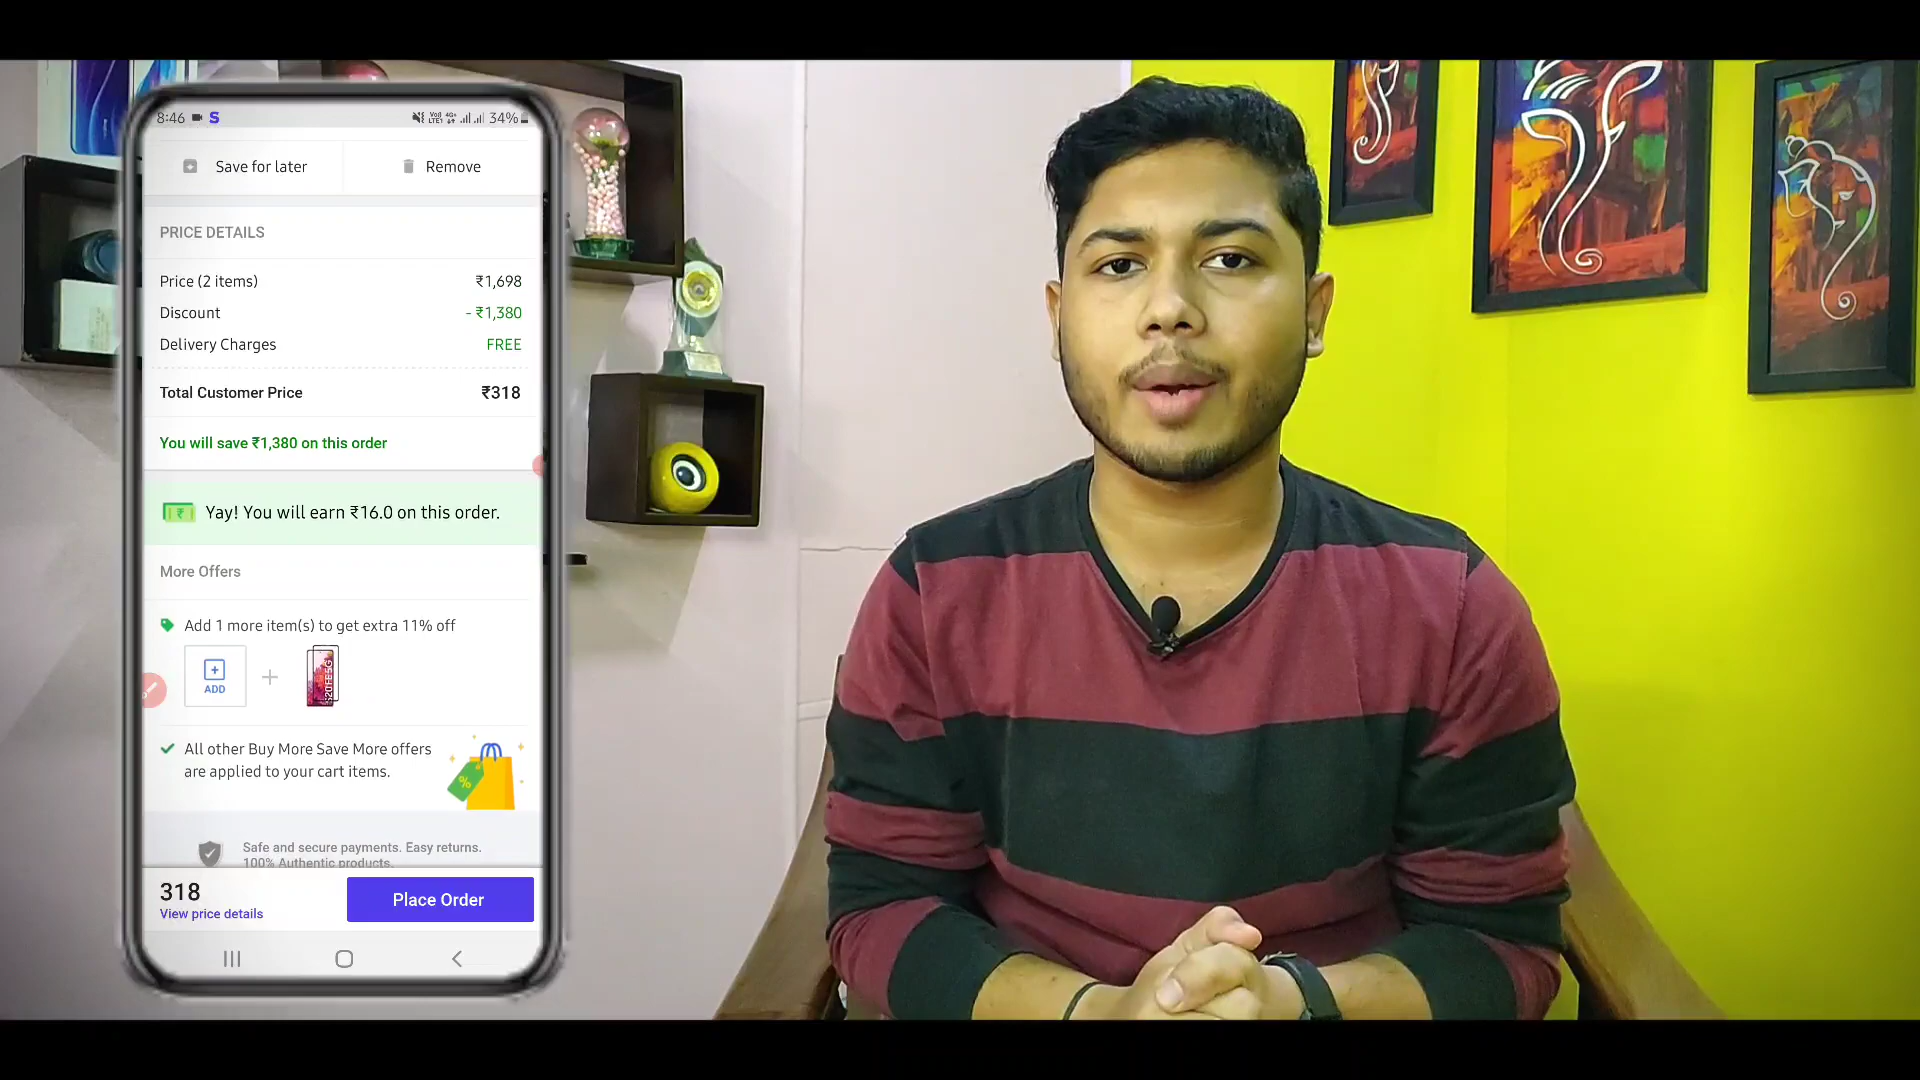 8:46 S 34%
Save for later Remove
PRICE DETAILS
Price (2 items) ₹1,698
Discount - ₹1,380
Delivery Charges FREE
Total Customer Price ₹318
You will save ₹1,380 on this order
Yay! You will earn ₹16.0 on this order.
More Offers
Add 1 more item(s) to get extra 11% off
ADD + S20 FE 5G
All other Buy More Save More offers
are applied to your cart items.
%
Safe and secure payments. Easy returns.
100% Authentic products.
318
View price details
Place Order